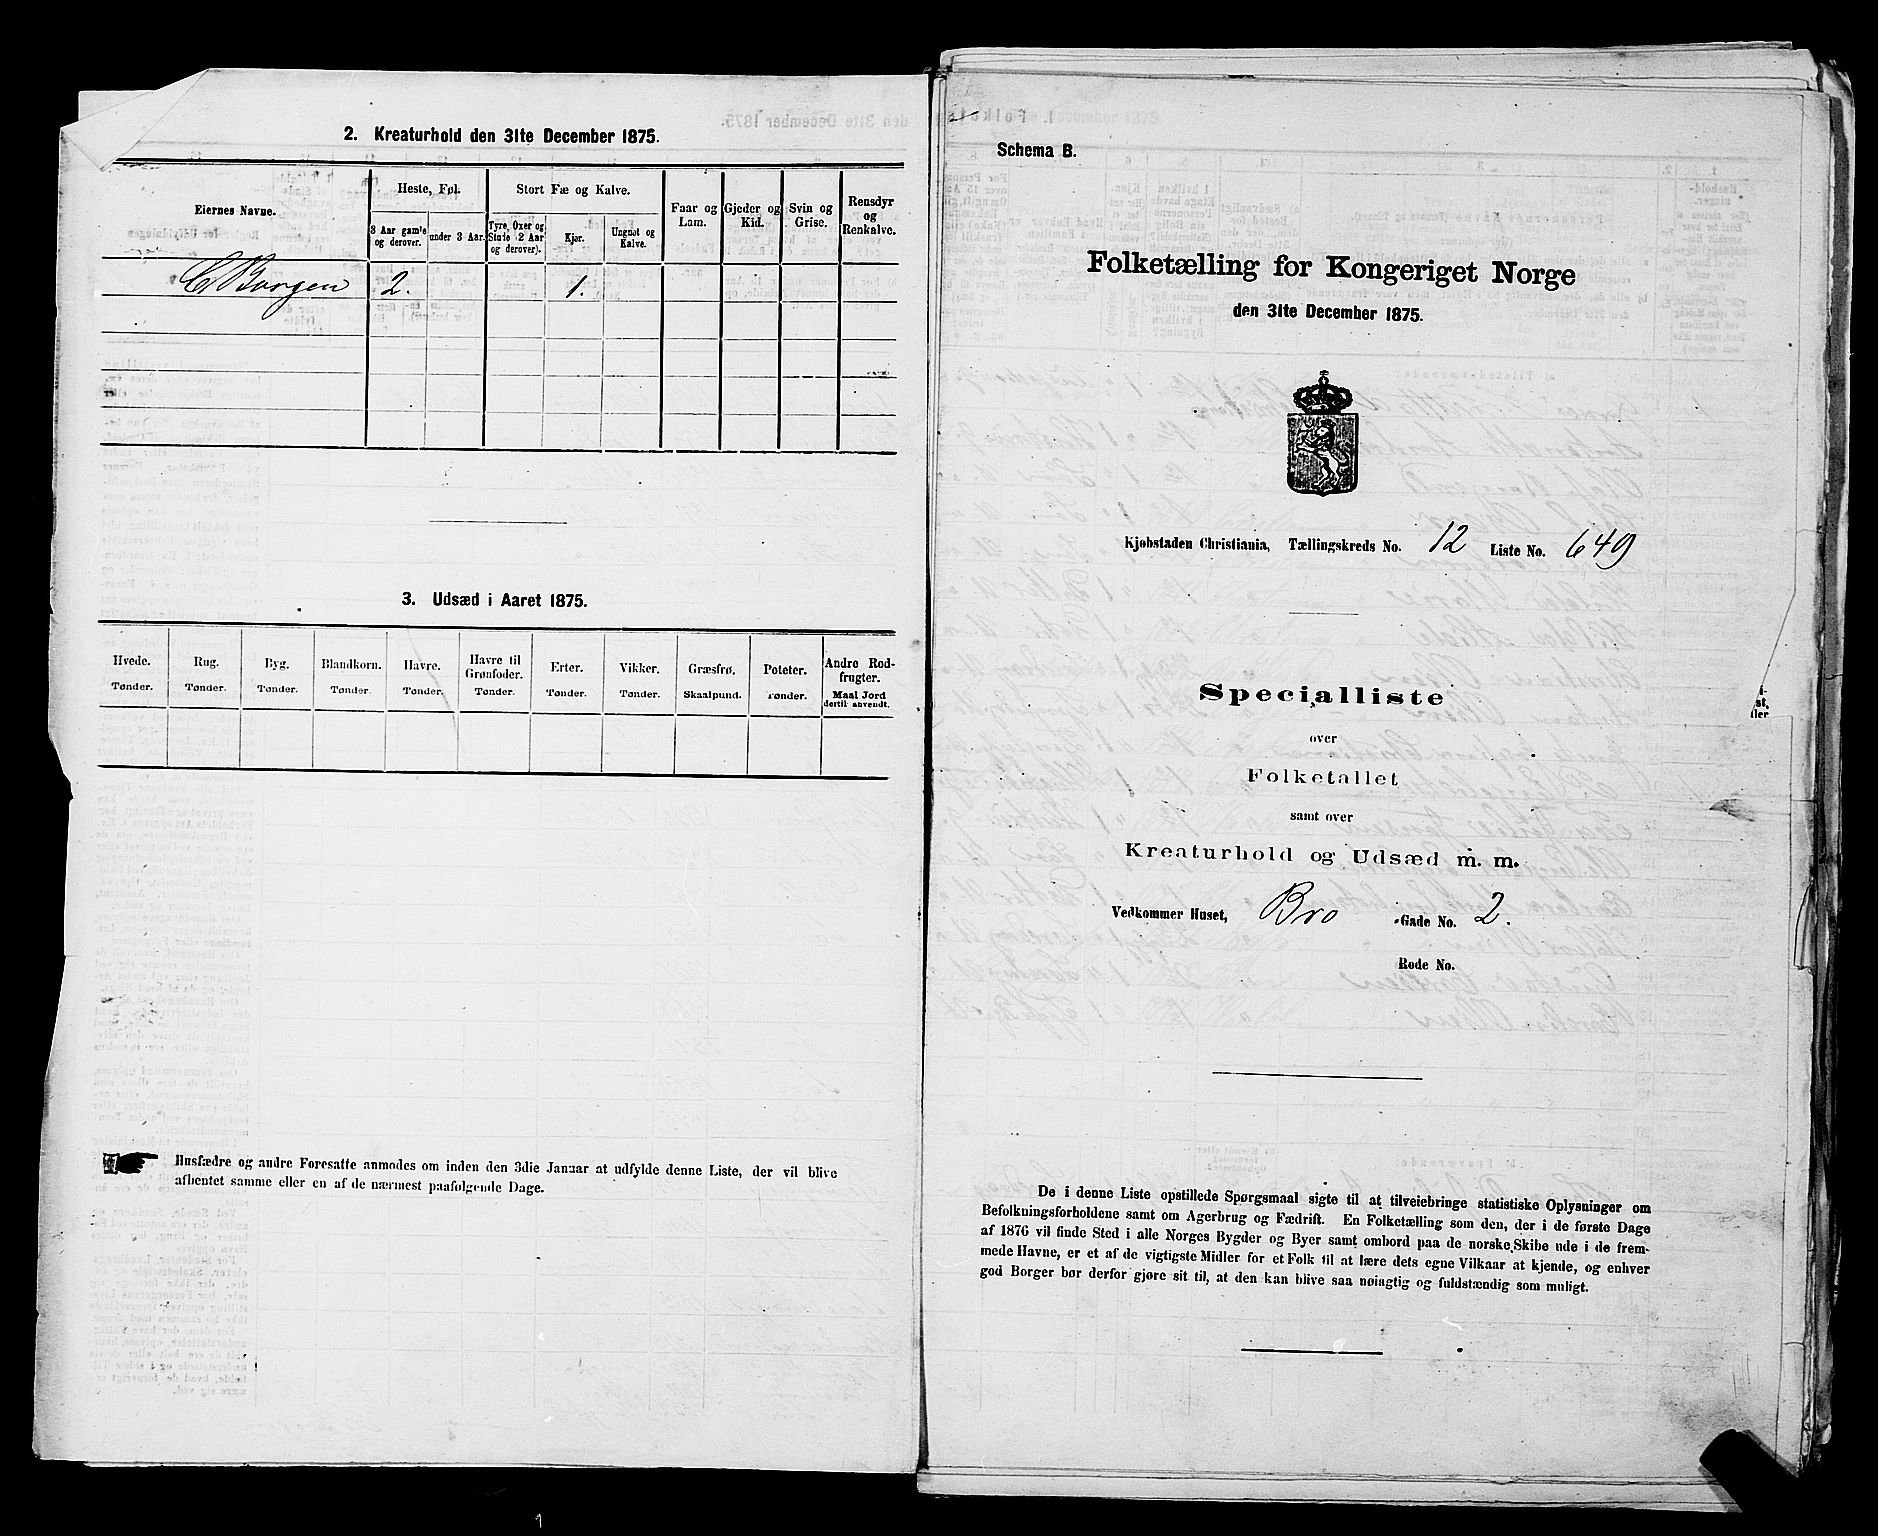 2. Kreaturhold den 31te December 1875.
Eiernes Navne.
Heste, Føl.
3 Aar gamle og derover.
under 3 Aar.
Stort Fæ og Kalve.
Tyre, Oxer og Stude (2 Aar og derover).
Kjør.
Ungnøt og Kalve.
Faar og Lam.
Gjeder og Kid.
Svin og Grise.
Rensdyr og Renkalve.
C Borgen 2. 1.
3. Udsæd i Aaret 1875.
Hvede. Tønder.
Rug. Tønder.
Byg. Tønder.
Blandkorn. Tønder.
Havre. Tønder.
Havre til Grønfoder. Tønder.
Erter. Tønder.
Vikker. Tønder.
Græsfrø. Skaalpund.
Poteter. Tønder.
Andre Rodfrugter. Maal Jord dertil anvendt.
Husfædre og andre Foresatte anmodes om inden den 3die Januar at udfylde denne Liste, der vil blive
afhentet samme eller en af de nærmest paafølgende Dage.
Schema B.
Folketælling for Kongeriget Norge
den 31te December 1875.
Kjøbstaden Christiania, Tællingskreds No. 12 Liste No. 649
Specialliste
over
Folketallet
samt over
Kreaturhold og Udsæd m. m.
Vedkommer Huset, Bro -Gade No. 2.
Rode No.
De i denne Liste opstillede Spørgsmaal sigte til at tilveiebringe statistiske Oplysninger om
Befolkningsforholdene samt om Agerbrug og Fædrift. En Folketælling som den, der i de første Dage
af 1876 vil finde Sted i alle Norges Bygder og Byer samt ombord paa de norske Skibe ude i de frem-
mede Havne, er et af de vigtigste Midler for et Folk til at lære dets egne Vilkaar at kjende, og enhver
god Borger bør derfor gjøre sit til, at den kan blive saa nøiagtig og fuldstændig som muligt.